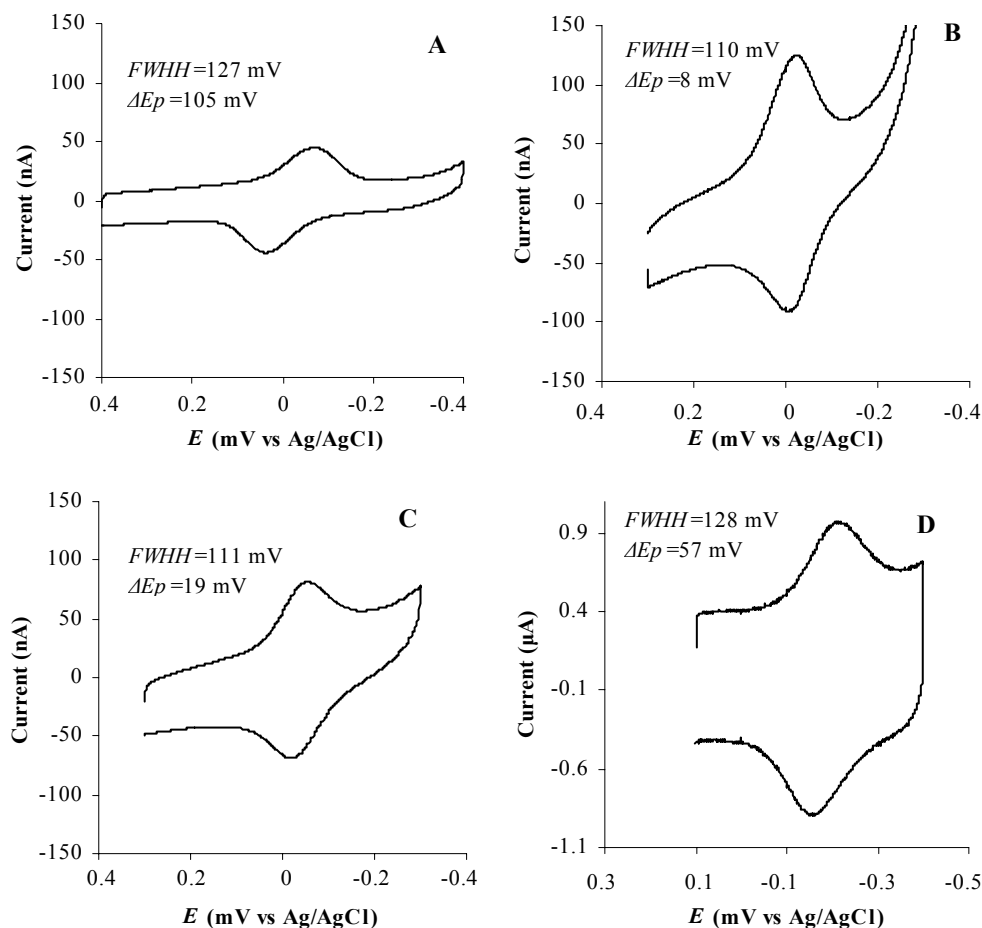 A
FWHH=127 mV
ΔEp=105 mV
150
100
50
0
-50
-100
-150
Current (nA)
0.4
0.2
0
-0.2
-0.4
E (mV vs Ag/AgCl)
B
FWHH=110 mV
ΔEp=8 mV
150
100
50
0
-50
-100
-150
Current (nA)
0.4
0.2
0
-0.2
-0.4
E (mV vs Ag/AgCl)
C
FWHH=111 mV
ΔEp=19 mV
150
100
50
0
-50
-100
-150
Current (nA)
0.4
0.2
0
-0.2
-0.4
E (mV vs Ag/AgCl)
D
FWHH=128 mV
ΔEp=57 mV
0.9
0.4
-0.1
-0.6
-1.1
Current (µA)
0.3
0.1
-0.1
-0.3
-0.5
E (mV vs Ag/AgCl)